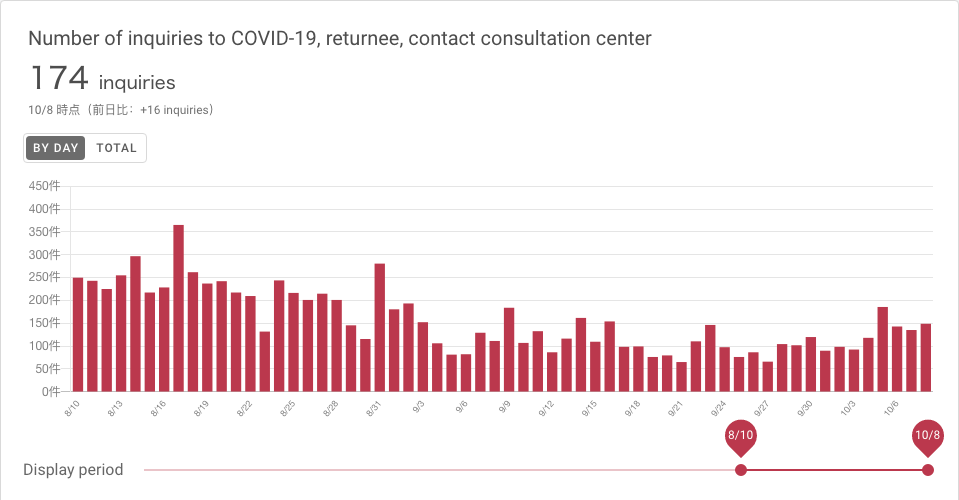 Number of inquiries to COVID-19, returnee, contact consultation center
174 inquiries
10/8 時点（前日比：+16 inquiries）
BY DAY TOTAL
450件
400件
350件
300件
250件
200件
150件
100件
50件
0件
8/10 8/13 8/16 8/19 8/22 8/25 8/28 8/31 9/3 9/6 9/9 9/12 9/15 9/18 9/21 9/24 9/27 9/30 10/3 10/6
8/10 10/8
Display period